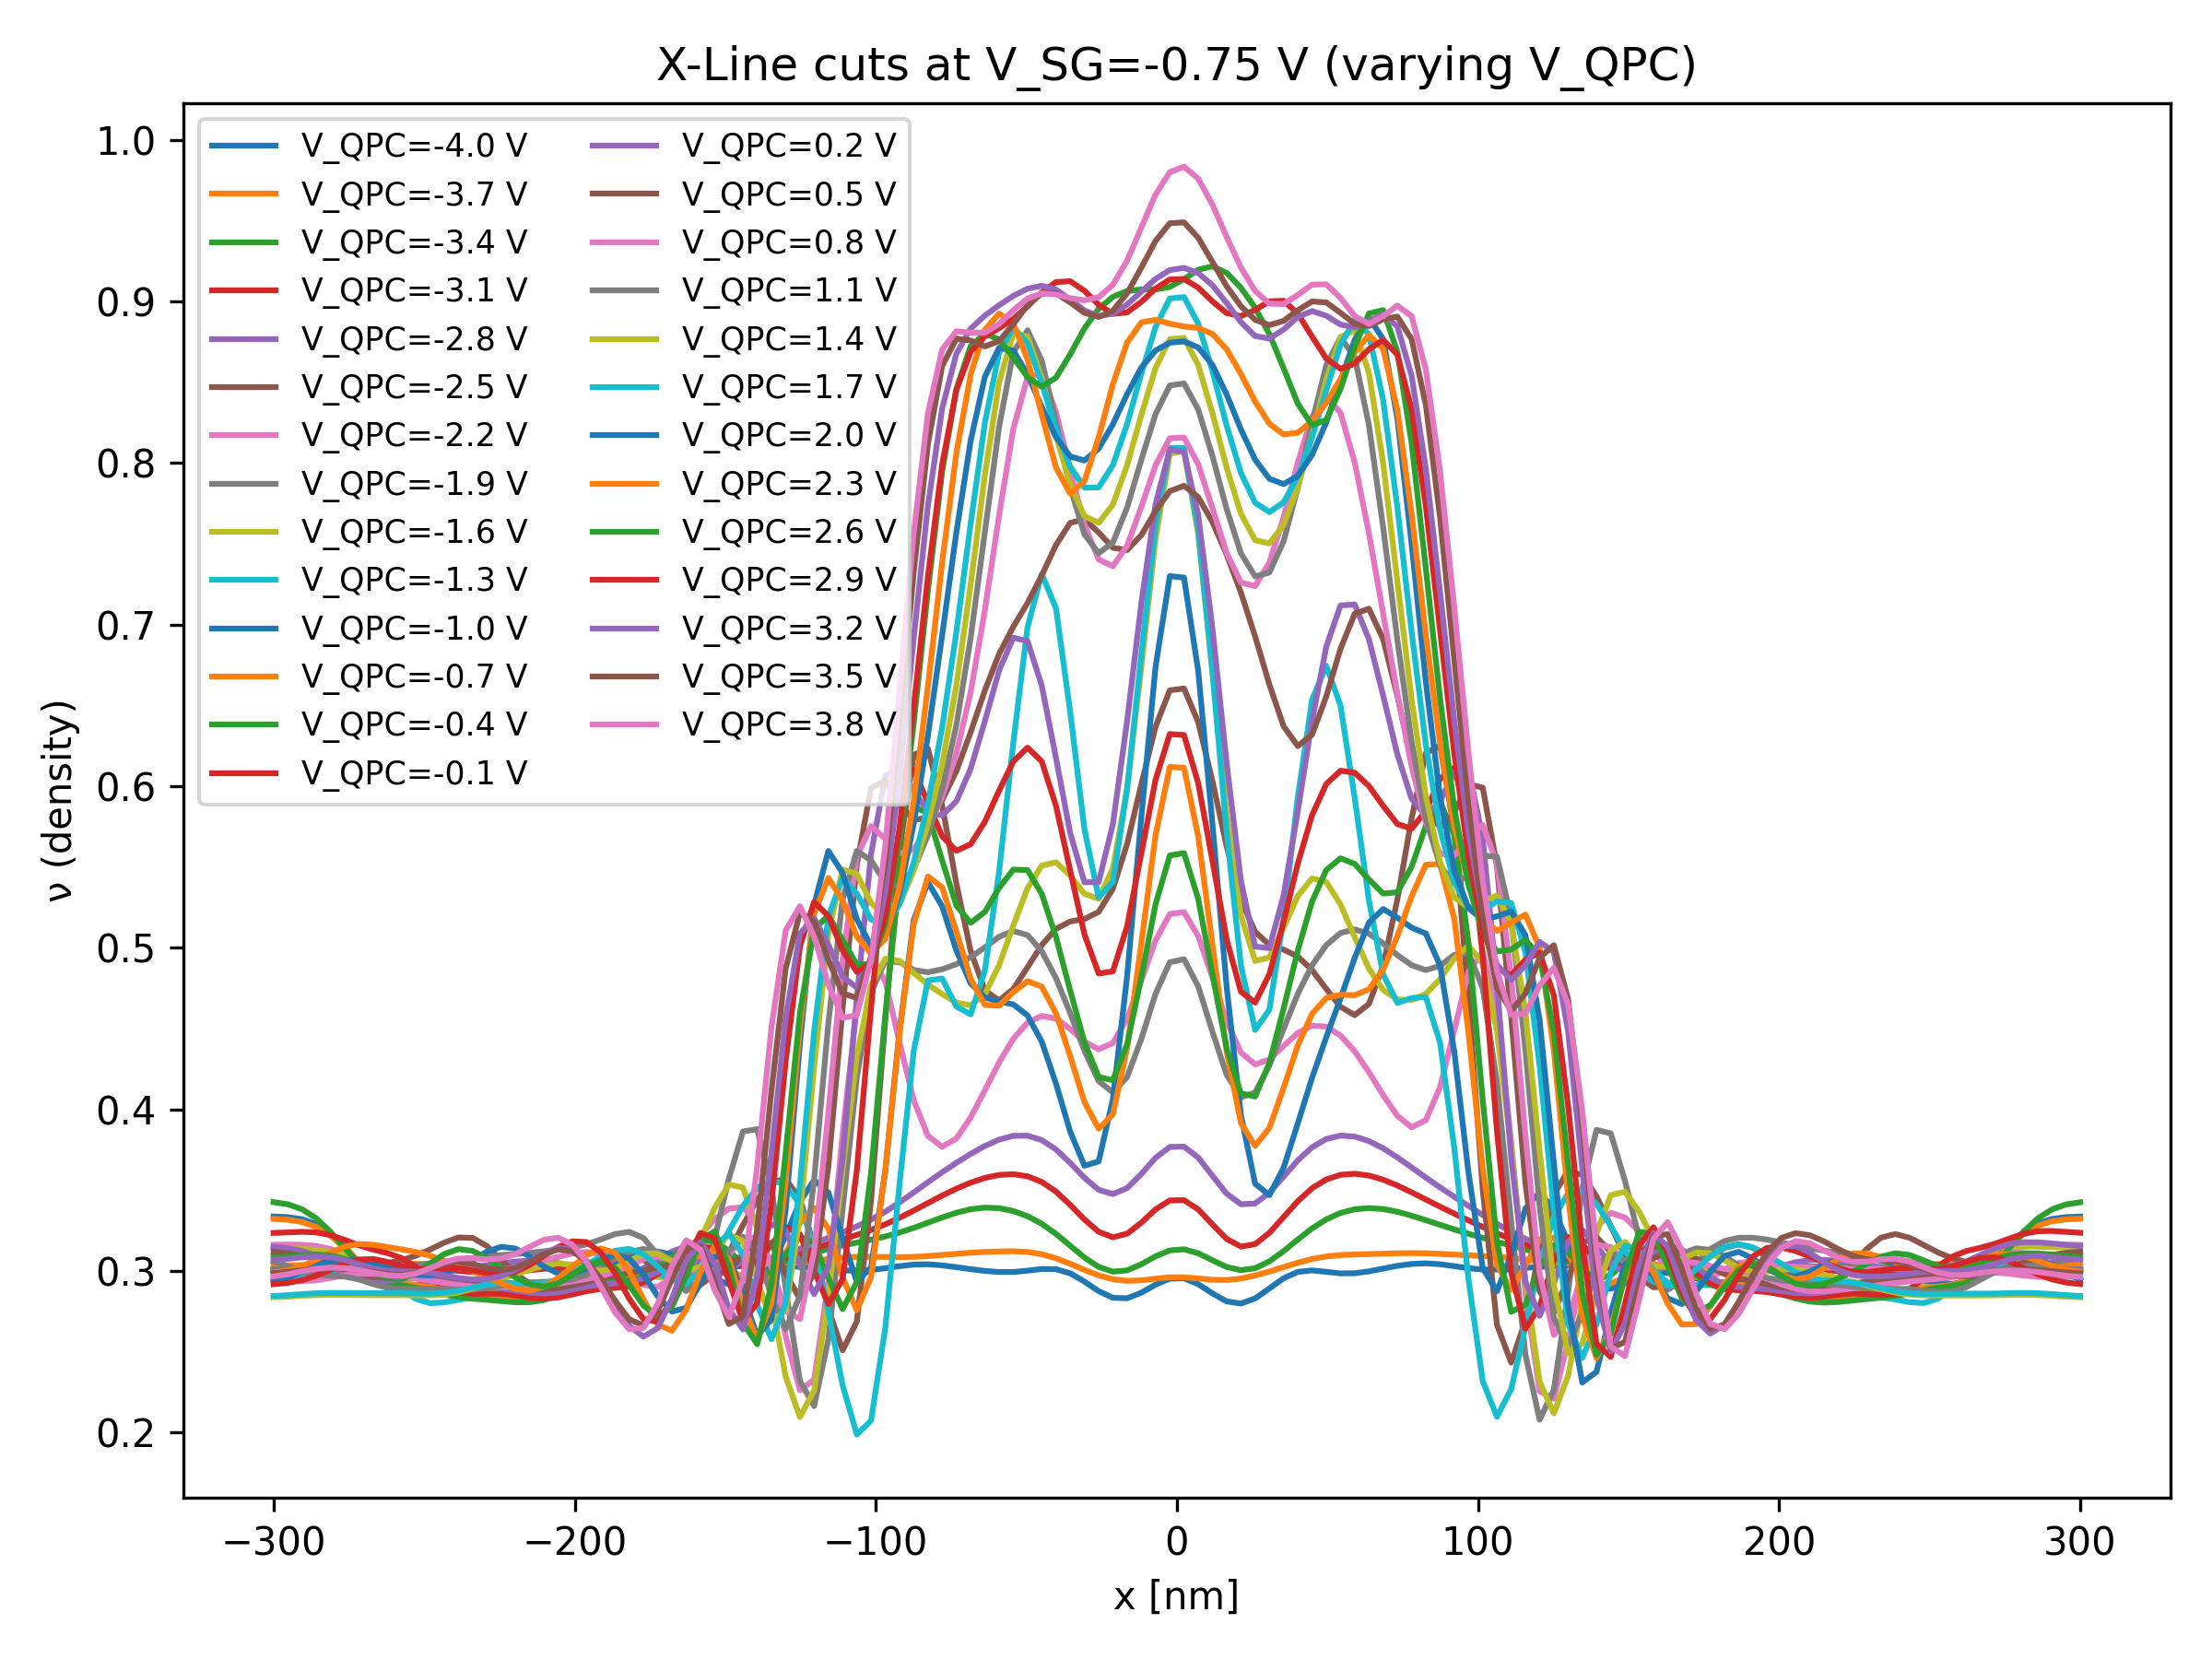 X-Line cuts at V_SG=-0.75 V (varying V_QPC)
V_QPC=-4.0 V
V_QPC=-3.7 V
V_QPC=-3.4 V
V_QPC=-3.1 V
V_QPC=-2.8 V
V_QPC=-2.5 V
V_QPC=-2.2 V
V_QPC=-1.9 V
V_QPC=-1.6 V
V_QPC=-1.3 V
V_QPC=-1.0 V
V_QPC=-0.7 V
V_QPC=-0.4 V
V_QPC=-0.1 V
V_QPC=0.2 V
V_QPC=0.5 V
V_QPC=0.8 V
V_QPC=1.1 V
V_QPC=1.4 V
V_QPC=1.7 V
V_QPC=2.0 V
V_QPC=2.3 V
V_QPC=2.6 V
V_QPC=2.9 V
V_QPC=3.2 V
V_QPC=3.5 V
V_QPC=3.8 V
ν (density)
1.0
0.9
0.8
0.7
0.6
0.5
0.4
0.3
0.2
−300 −200 −100 0 100 200 300
x [nm]